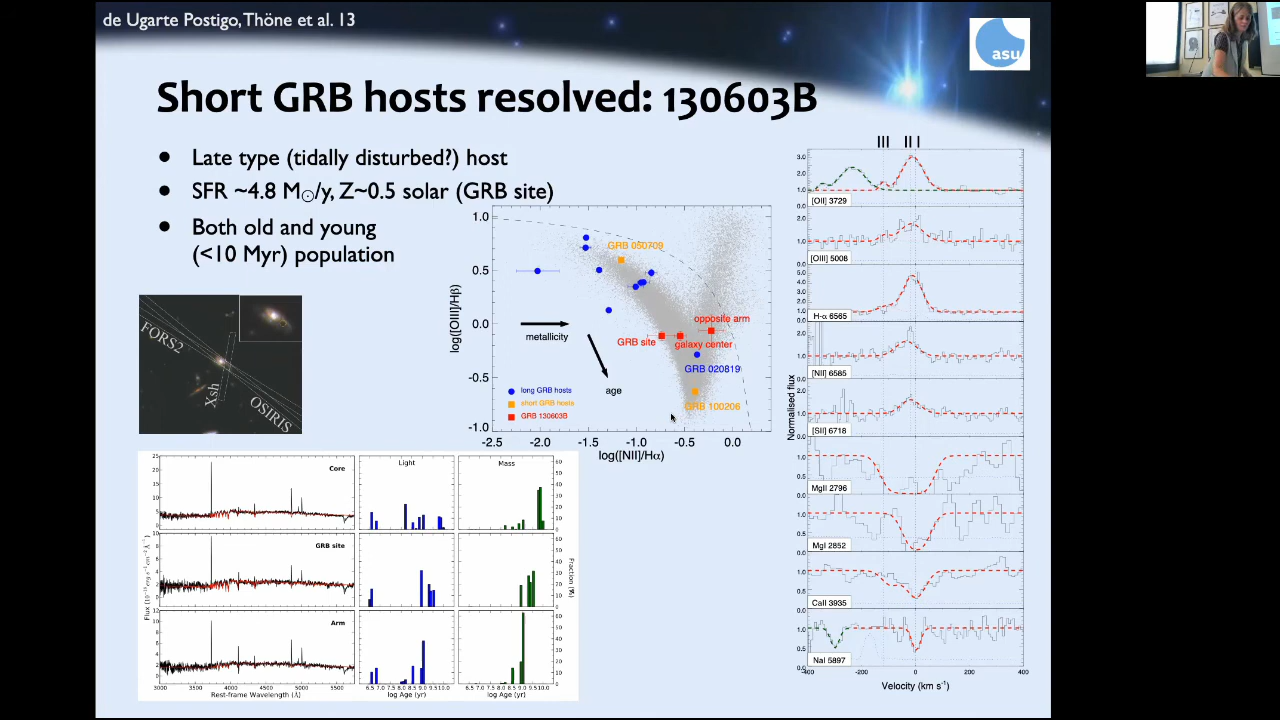 de Ugarte Postigo, Thöne et al. 13
asu
Short GRB hosts resolved: 130603B
• Late type (tidally disturbed?) host
• SFR ~4.8 M☉/y, Z~0.5 solar (GRB site)
• Both old and young
(<10 Myr) population
FORS2
Xsh
OSIRIS
log([OIII]/Hβ)
1.0
0.5
0.0
-0.5
-1.0
GRB 050709
metallicity
age
GRB site
opposite arm
galaxy center
GRB 020819
GRB 100206
long GRB hosts
short GRB hosts
GRB 130603B
-2.5 -2.0 -1.5 -1.0 -0.5 0.0
log([NII]/Hα)
III II I
Normalised flux
[OII] 3729
[OIII] 5008
H-α 6565
[NII] 6585
[SII] 6718
MgII 2796
MgI 2852
CaII 3935
NaI 5897
-400 -200 0 200 400
Velocity (km s⁻¹)
Core
Light
Mass
GRB site
Arm
Fraction (%)
3000 3500 4000 4500 5000 5500
Rest-frame Wavelength (Å)
6.5 7.0 7.5 8.0 8.5 9.0 9.5 10.0
log Age (yr)
6.5 7.0 7.5 8.0 8.5 9.0 9.5 10.0
log Age (yr)